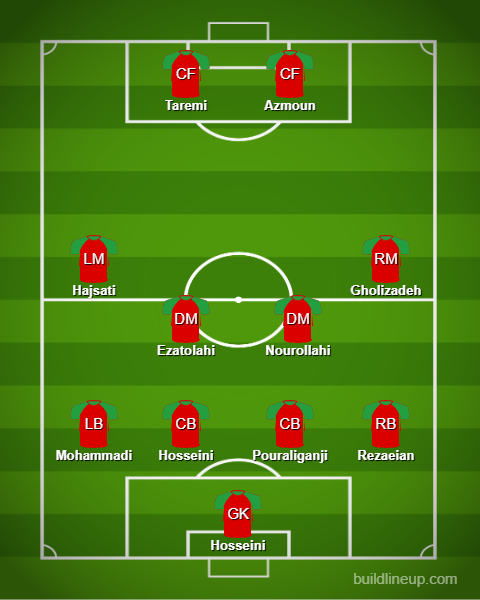 CF CF
Taremi Azmoun
LM RM
Hajsati Gholizadeh
DM DM
Ezatolahi Nourollahi
LB CB CB RB
Mohammadi Hosseini Pouraliganji Rezaeian
GK
Hosseini
buildlineup.com